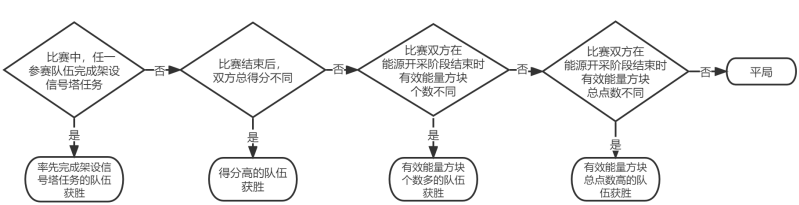 比赛中，任一
参赛队伍完成架设
信号塔任务
否
比赛结束后，
双方总得分不同
否
比赛双方在
能源开采阶段结束时
有效能量方块
个数不同
否
比赛双方在
能源开采阶段结束时
有效能量方块
总点数不同
否
平局
是
是
是
是
率先完成架设信
号塔任务的队伍
获胜
得分高的队伍
获胜
有效能量方块
个数多的队伍
获胜
有效能量方块
总点数高的队
伍获胜